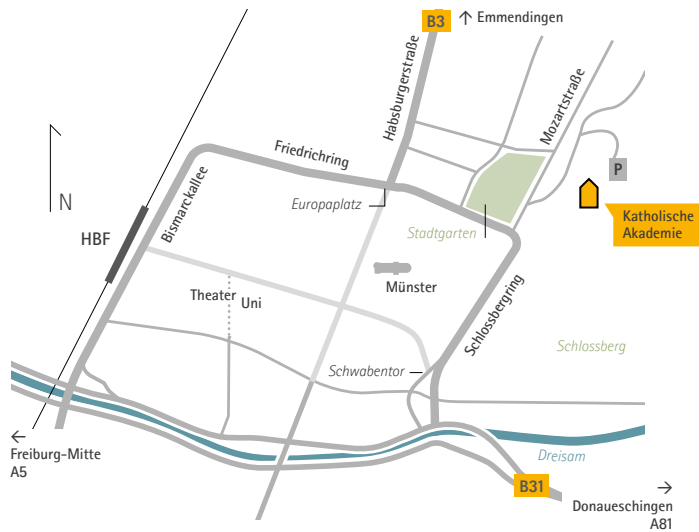 B3
↑ Emmendingen
Habsburgerstraße
Mozartstraße
Friedrichring
P
N
Bismarckallee
Europaplatz
Katholische
Akademie
Stadtgarten
HBF
Münster
Theater
Uni
Schlossbergring
Schlossberg
Schwabentor
←
Freiburg-Mitte
A5
Dreisam
B31
→
Donaueschingen
A81